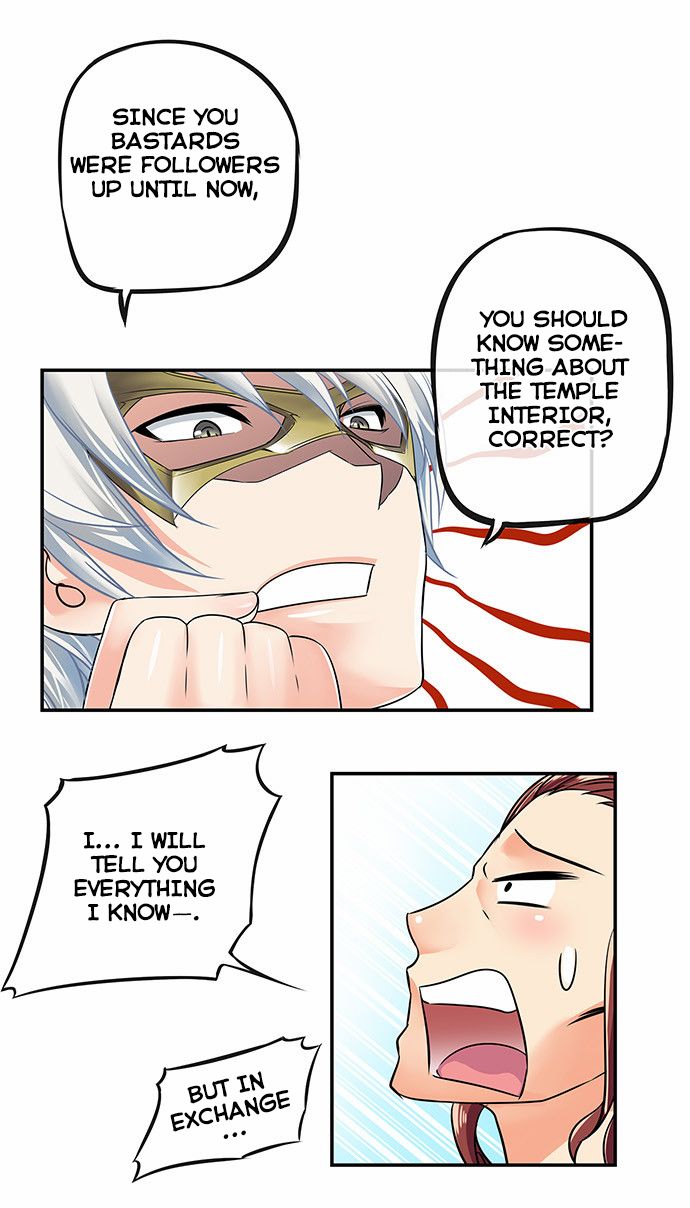 SINCE YOU
BASTARDS
WERE FOLLOWERS
UP UNTIL NOW,
YOU SHOULD
KNOW SOME-
THING ABOUT
THE TEMPLE
INTERIOR,
CORRECT?
I... I WILL
TELL YOU
EVERYTHING
I KNOW—.
BUT IN
EXCHANGE
...